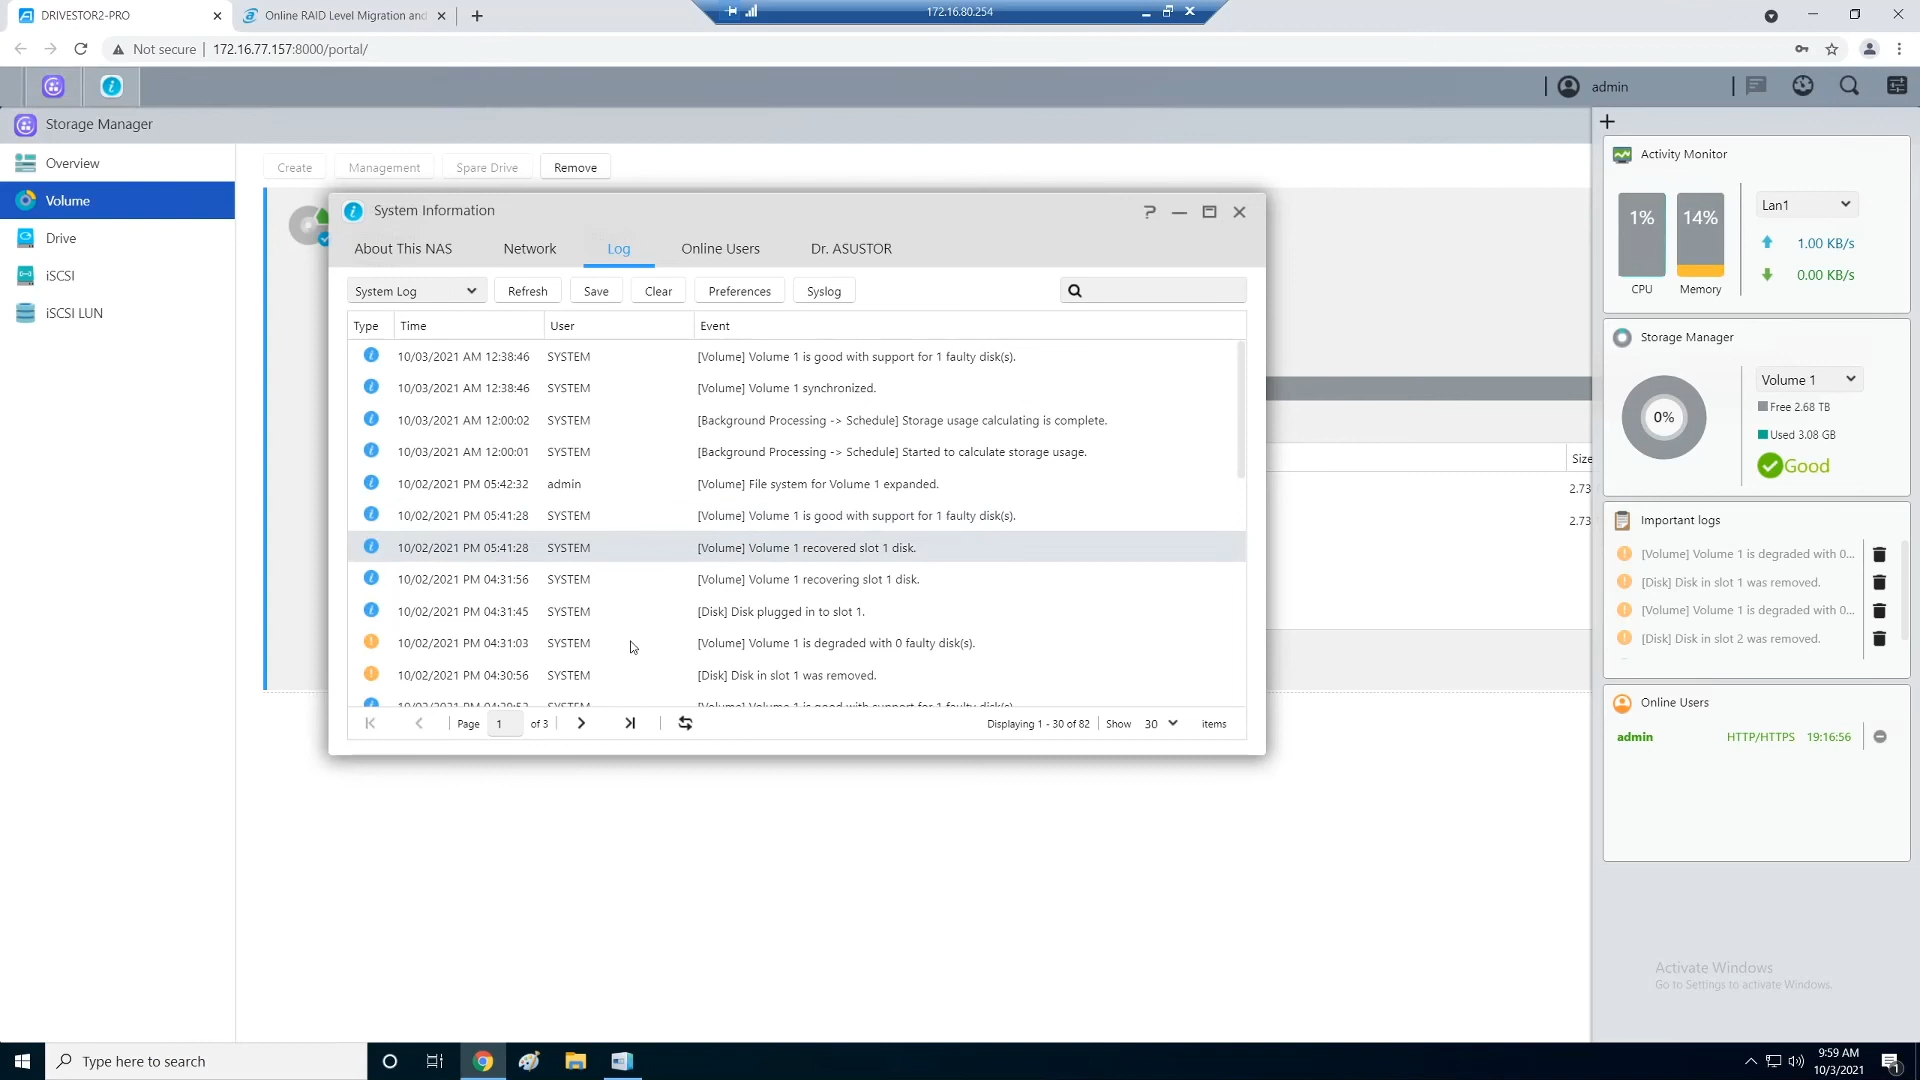 DRIVESTOR2-PRO
Online RAID Level Migration and
172.16.80.254
Not secure
172.16.77.157:8000/portal/
admin
Storage Manager
Overview
Volume
Drive
iSCSI
iSCSI LUN
Create
Management
Spare Drive
Remove
System Information
About This NAS
Network
Log
Online Users
Dr. ASUSTOR
System Log
Refresh
Save
Clear
Preferences
Syslog
Type Time User Event
10/03/2021 AM 12:38:46 SYSTEM [Volume] Volume 1 is good with support for 1 faulty disk(s).
10/03/2021 AM 12:38:46 SYSTEM [Volume] Volume 1 synchronized.
10/03/2021 AM 12:00:02 SYSTEM [Background Processing -> Schedule] Storage usage calculating is complete.
10/03/2021 AM 12:00:01 SYSTEM [Background Processing -> Schedule] Started to calculate storage usage.
10/02/2021 PM 05:42:32 admin [Volume] File system for Volume 1 expanded.
10/02/2021 PM 05:41:28 SYSTEM [Volume] Volume 1 is good with support for 1 faulty disk(s).
10/02/2021 PM 05:41:28 SYSTEM [Volume] Volume 1 recovered slot 1 disk.
10/02/2021 PM 04:31:56 SYSTEM [Volume] Volume 1 recovering slot 1 disk.
10/02/2021 PM 04:31:45 SYSTEM [Disk] Disk plugged in to slot 1.
10/02/2021 PM 04:31:03 SYSTEM [Volume] Volume 1 is degraded with 0 faulty disk(s).
10/02/2021 PM 04:30:56 SYSTEM [Disk] Disk in slot 1 was removed.
Page 1 of 3
Displaying 1 - 30 of 82
Show 30 items
Size
2.73
2.73
Activity Monitor
1%
14%
CPU
Memory
Lan1
1.00 KB/s
0.00 KB/s
Storage Manager
0%
Volume 1
Free 2.68 TB
Used 3.08 GB
Good
Important logs
[Volume] Volume 1 is degraded with 0...
[Disk] Disk in slot 1 was removed.
[Volume] Volume 1 is degraded with 0...
[Disk] Disk in slot 2 was removed.
Online Users
admin HTTP/HTTPS 19:16:56
Activate Windows
Go to Settings to activate Windows.
Type here to search
9:59 AM
10/3/2021
1